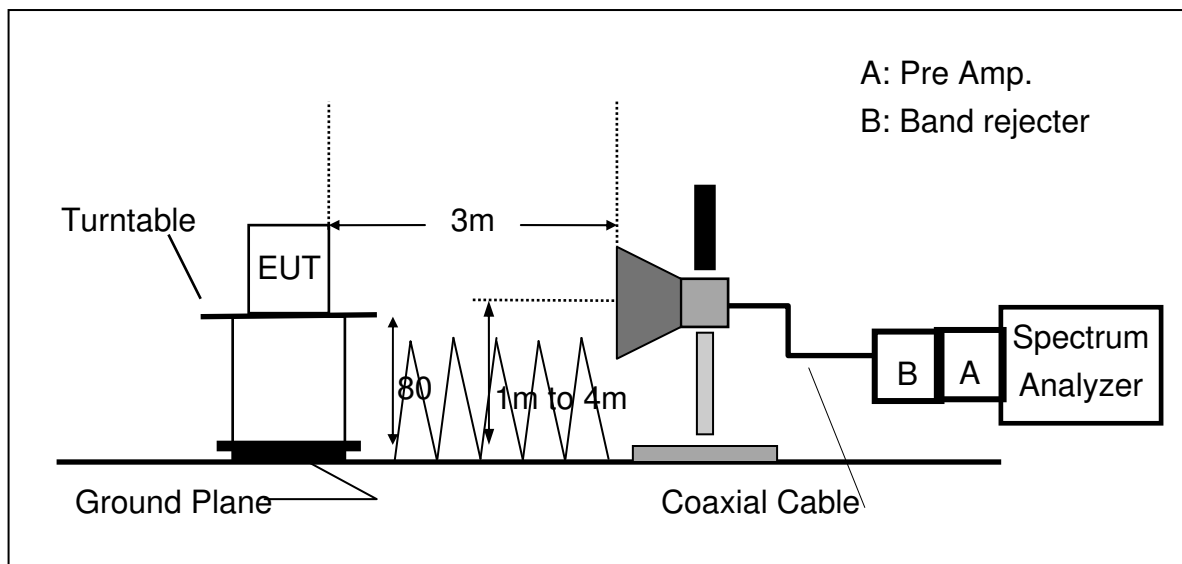 A: Pre Amp.
B: Band rejecter
Turntable
3m
EUT
80
1m to 4m
B
A
Spectrum
Analyzer
Ground Plane
Coaxial Cable